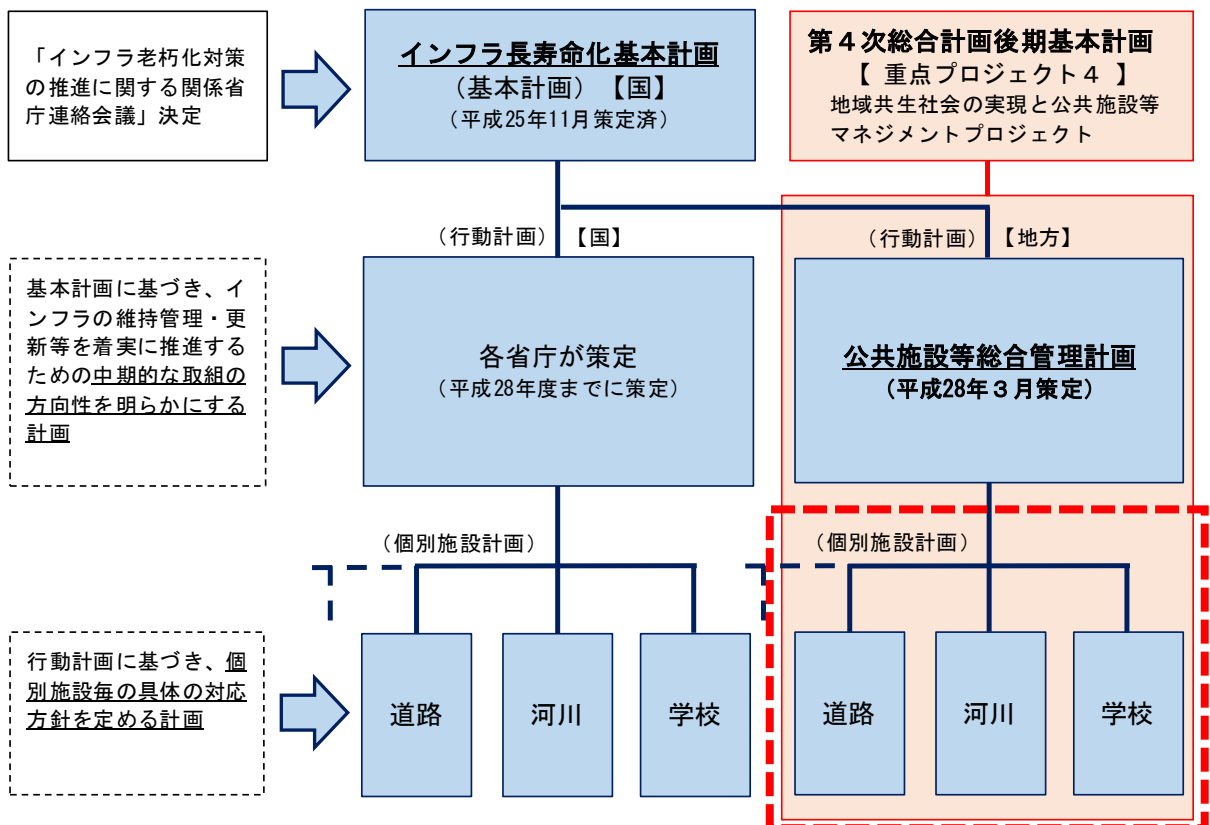 「インフラ老朽化対策
の推進に関する関係省
庁連絡会議」決定
インフラ長寿命化基本計画
(基本計画)【国】
(平成25年11月策定済)
第4次総合計画後期基本計画
【 重点プロジェクト4 】
地域共生社会の実現と公共施設等
マネジメントプロジェクト
(行動計画)【国】
(行動計画)【地方】
基本計画に基づき、イ
ンフラの維持管理・更
新等を着実に推進する
ための中期的な取組の
方向性を明らかにする
計画
各省庁が策定
(平成28年度までに策定)
公共施設等総合管理計画
(平成28年3月策定)
(個別施設計画)
(個別施設計画)
行動計画に基づき、個
別施設毎の具体の対応
方針を定める計画
道路
河川
学校
道路
河川
学校